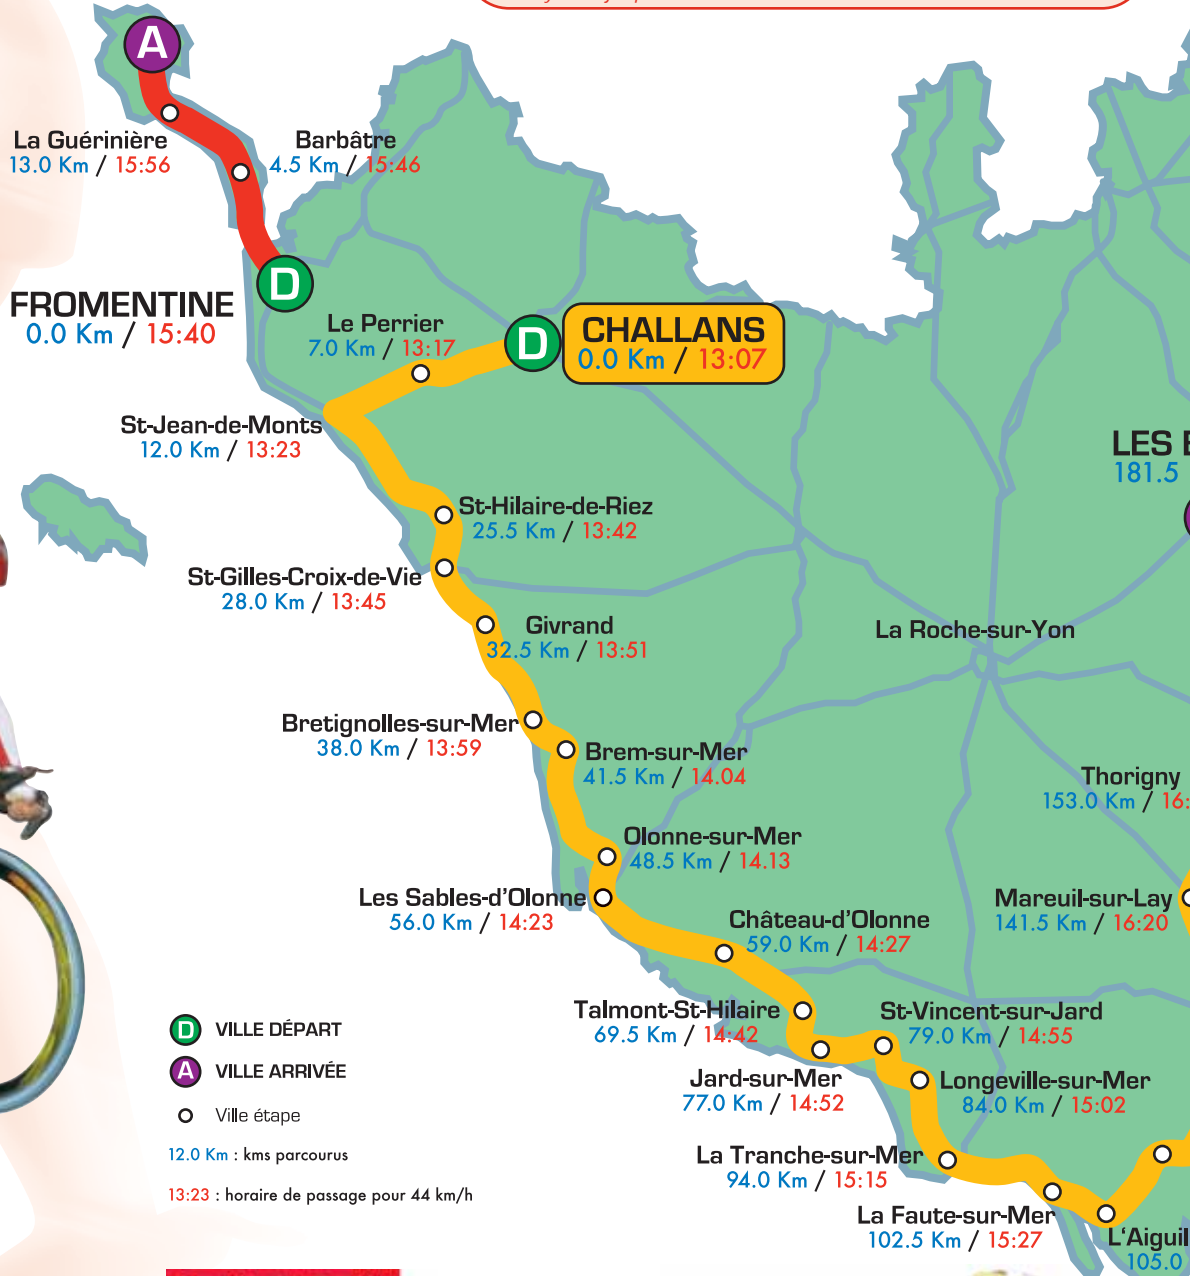 A
La Guérinière
13.0 Km / 15:56
Barbâtre
4.5 Km / 15:46
D
FROMENTINE
0.0 Km / 15:40
Le Perrier
7.0 Km / 13:17
D
CHALLANS
0.0 Km / 13:07
St-Jean-de-Monts
12.0 Km / 13:23
LES E
181.5
St-Hilaire-de-Riez
25.5 Km / 13:42
St-Gilles-Croix-de-Vie
28.0 Km / 13:45
Givrand
32.5 Km / 13:51
La Roche-sur-Yon
Bretignolles-sur-Mer
38.0 Km / 13:59
Brem-sur-Mer
41.5 Km / 14.04
Thorigny
153.0 Km / 16:
Olonne-sur-Mer
48.5 Km / 14.13
Les Sables-d'Olonne
56.0 Km / 14:23
Mareuil-sur-Lay
141.5 Km / 16:20
Château-d'Olonne
59.0 Km / 14:27
Talmont-St-Hilaire
69.5 Km / 14:42
St-Vincent-sur-Jard
79.0 Km / 14:55
Jard-sur-Mer
77.0 Km / 14:52
Longeville-sur-Mer
84.0 Km / 15:02
La Tranche-sur-Mer
94.0 Km / 15:15
La Faute-sur-Mer
102.5 Km / 15:27
L'Aiguil
105.0
D VILLE DÉPART
A VILLE ARRIVÉE
Ville étape
12.0 Km : kms parcourus
13:23 : horaire de passage pour 44 km/h